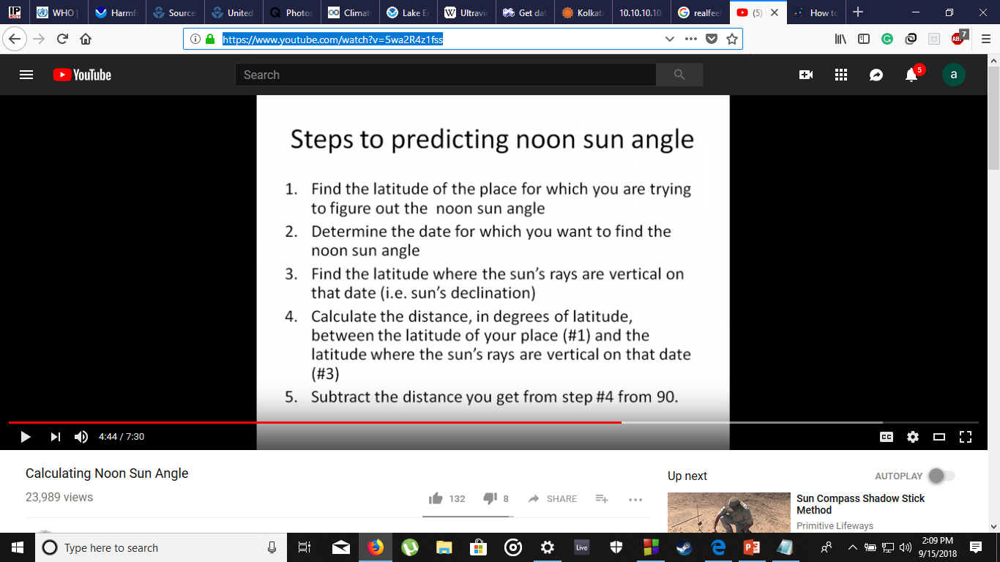 WHO |
Harmf
Source
United
Photos
Climat
Lake E
Ultravi
Get dat
Kolkat
10.10.10.10
realfeel
(5)
How to
https://www.youtube.com/watch?v=5wa2R4z1fss
ABP
7
YouTube
Search
5
a
Steps to predicting noon sun angle
1. Find the latitude of the place for which you are trying
to figure out the noon sun angle
2. Determine the date for which you want to find the
noon sun angle
3. Find the latitude where the sun's rays are vertical on
that date (i.e. sun's declination)
4. Calculate the distance, in degrees of latitude,
between the latitude of your place (#1) and the
latitude where the sun's rays are vertical on that date
(#3)
5. Subtract the distance you get from step #4 from 90.
4:44 / 7:30
CC
Calculating Noon Sun Angle
23,989 views
132
8
SHARE
Up next
AUTOPLAY
Sun Compass Shadow Stick
Method
Primitive Lifeways
Type here to search
Live
2:09 PM
9/15/2018